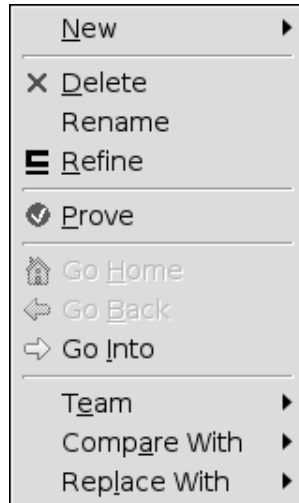 New
Delete
Rename
Refine
Prove
Go Home
Go Back
Go Into
Team
Compare With
Replace With